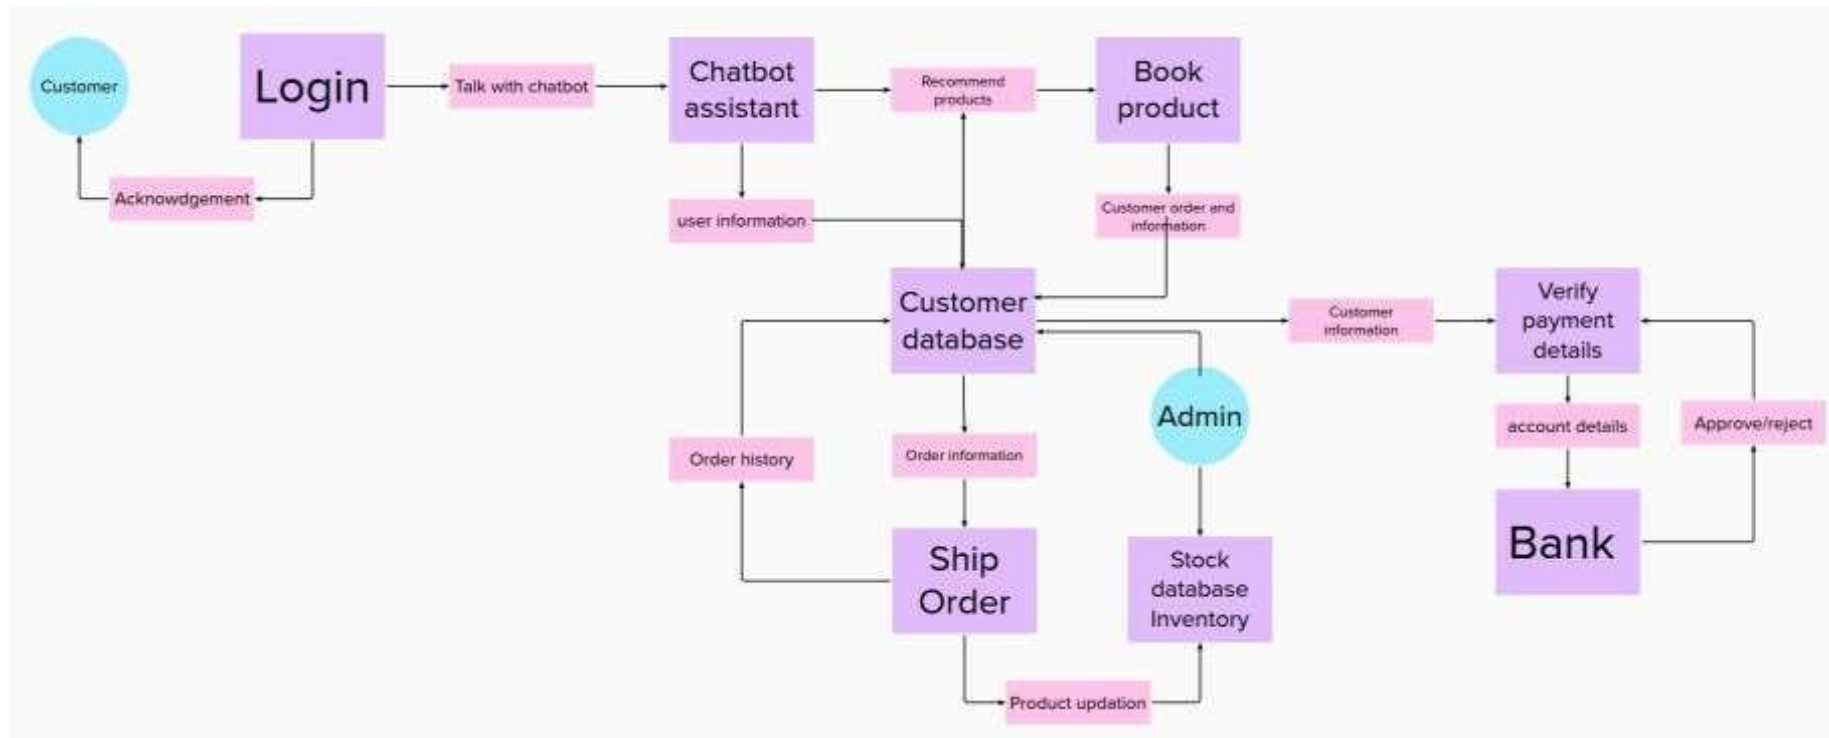 Customer
Login
Talk with chatbot
Chatbot
assistant
Recommend
products
Book
product
Acknowdgement
user information
Customer order and
information
Customer
database
Customer
information
Verify
payment
details
Admin
account details
Approve/reject
Order history
Order information
Ship
Order
Stock
database
Inventory
Bank
Product updation